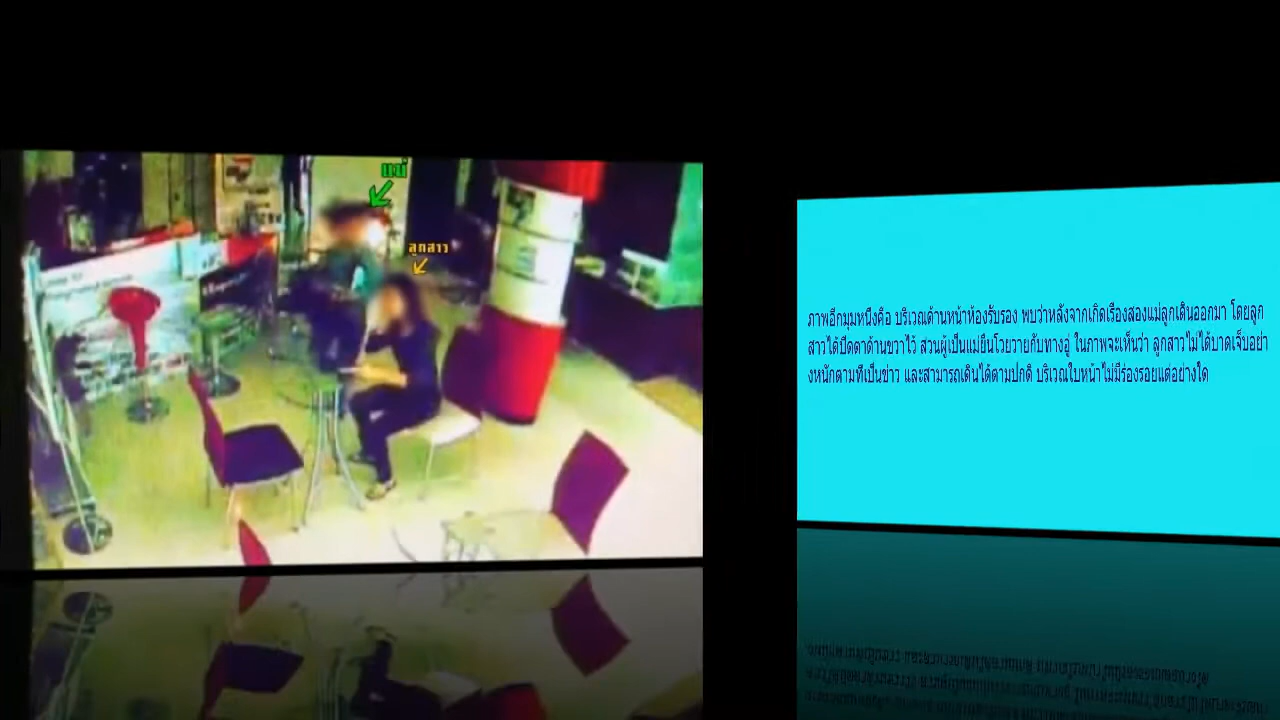 แม่
ลูกสาว
ภาพอีกมุมหนึ่งคือ บริเวณด้านหน้าห้องรับรอง พบว่าหลังจากเกิดเรื่องสองแม่ลูกเดินออกมา โดยลูก
สาวได้ปิดตาด้านขวาไว้ ส่วนผู้เป็นแม่ยืนโวยวายกับทางอู่ ในภาพจะเห็นว่า ลูกสาวไม่ได้บาดเจ็บอย่า
งหนักตามที่เป็นข่าว และสามารถเดินได้ตามปกติ บริเวณใบหน้าไม่มีร่องรอยแต่อย่างใด